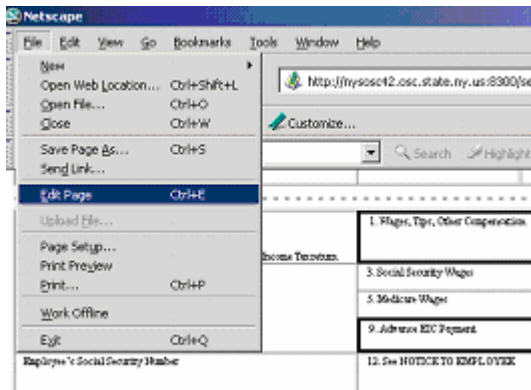 Netscape
File Edit View Go Bookmarks Tools Window Help
New
Open Web Location... Ctrl+Shift+L
Open File... Ctrl+O
Close Ctrl+W
Save Page As... Ctrl+S
Send Link...
Edit Page Ctrl+E
Upload File...
Page Setup...
Print Preview
Print... Ctrl+P
Work Offline
Exit Ctrl+Q
http://nysosc42.osc.state.ny.us:8300/se
Customize...
Search Highlight
1. Wages, Tips, Other Compensation
Income Tax return.
3. Social Security Wages
5. Medicare Wages
9. Advance EIC Payment
Employee's Social Security Number
12. See NOTICE TO EMPLOYEE